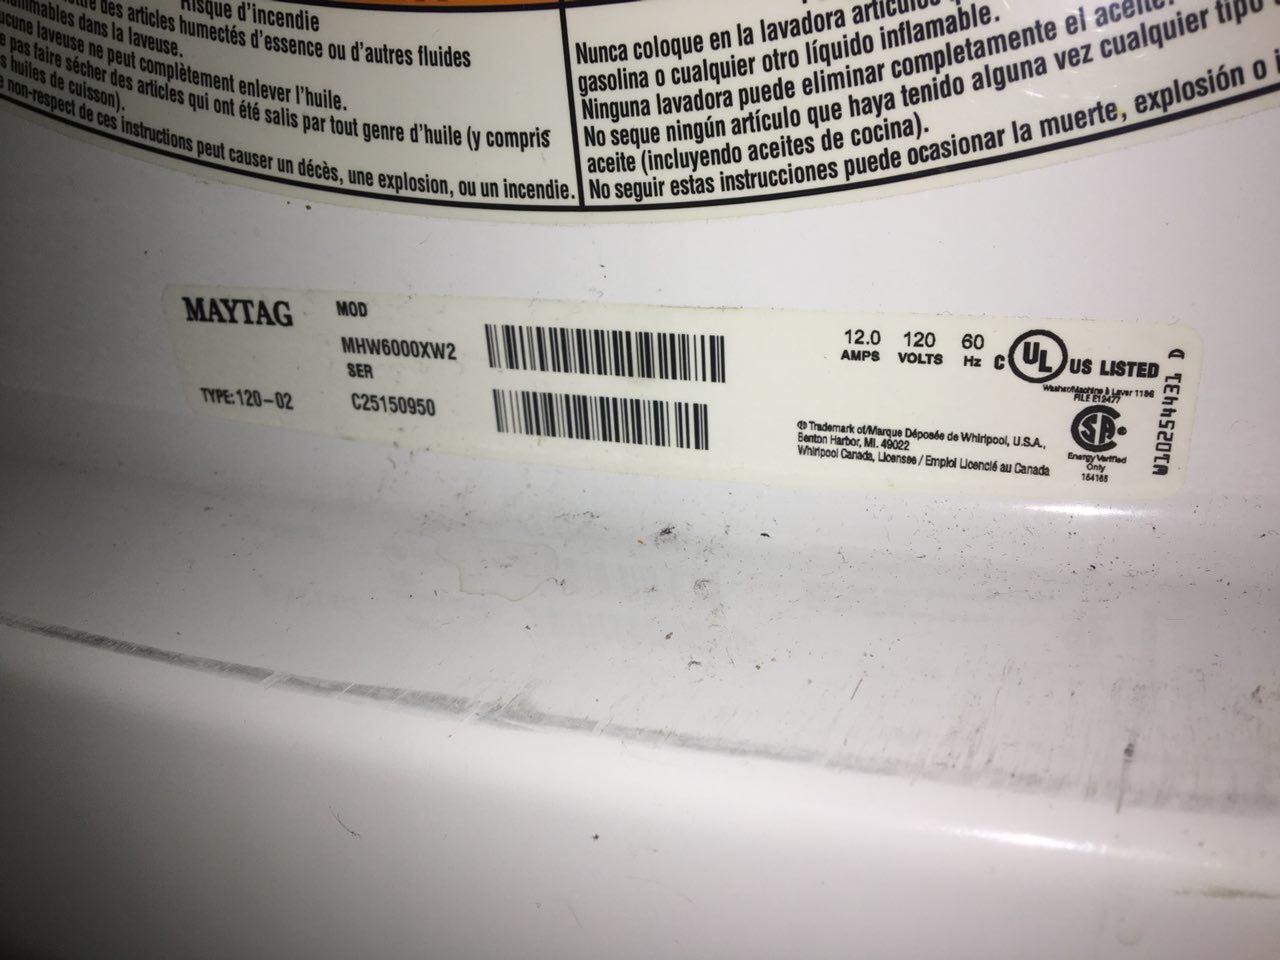 Risque d'incendie
des articles humectés d'essence ou d'autres fluides
dans la laveuse.
laveuse ne peut complètement enlever l'huile.
pas faire sécher des articles qui ont été salis par tout genre d'huile (y compris
huiles de cuisson).
non-respect de ces instructions peut causer un décès, une explosion, ou un incendie.
Nunca coloque en la lavadora
gasolina o cualquier otro líquido inflamable.
Ninguna lavadora puede eliminar completamente el aceite.
No seque ningún artículo que haya tenido alguna vez cualquier tipo
aceite (incluyendo aceites de cocina).
No seguir estas instrucciones puede ocasionar la muerte, explosión o
MAYTAG
MOD
MHW6000XW2
SER
TYPE:120-02
C25150950
12.0 120 60
AMPS VOLTS Hz
C UL US LISTED
Washer/Machine à Laver 1186
FILE E12477
SA
Energy Verified
Only
164168
® Trademark of/Marque Déposée de Whirlpool, U.S.A.,
Benton Harbor, MI. 49022
Whirlpool Canada, Licensee / Emploi Licencié au Canada
W10254431 D